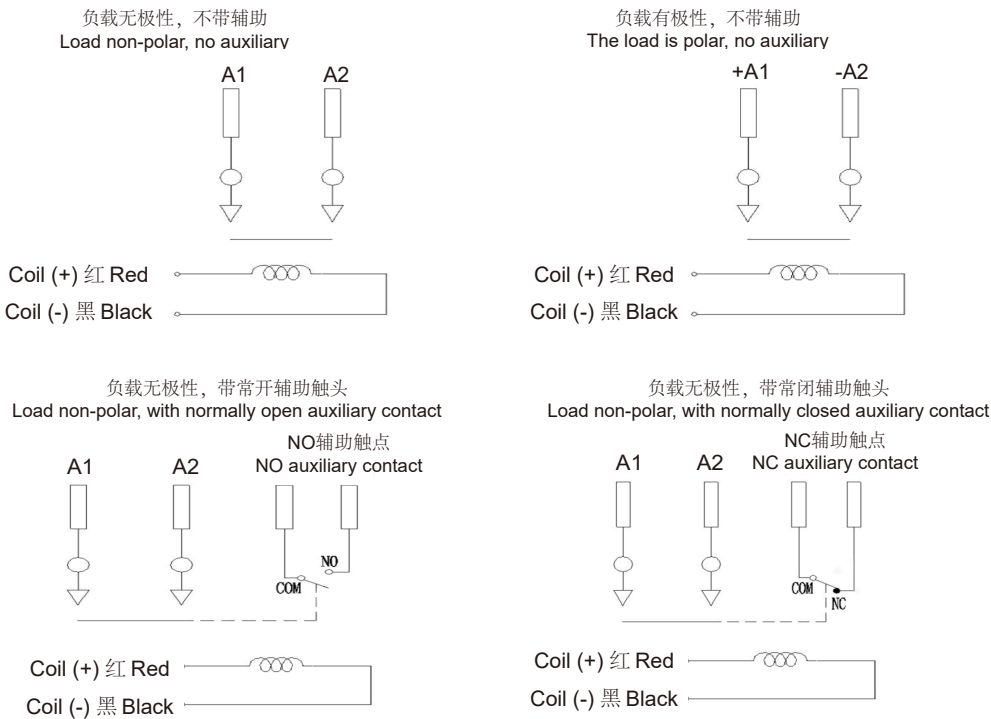 负载无极性，不带辅助
Load non-polar, no auxiliary
A1 A2
Coil (+) 红 Red
Coil (-) 黑 Black
负载有极性，不带辅助
The load is polar, no auxiliary
+A1 -A2
Coil (+) 红 Red
Coil (-) 黑 Black
负载无极性，带常开辅助触头
Load non-polar, with normally open auxiliary contact
NO辅助触点
A1 A2 NO auxiliary contact
NO
COM
Coil (+) 红 Red
Coil (-) 黑 Black
负载无极性，带常闭辅助触头
Load non-polar, with normally closed auxiliary contact
NC辅助触点
A1 A2 NC auxiliary contact
COM
NC
Coil (+) 红 Red
Coil (-) 黑 Black